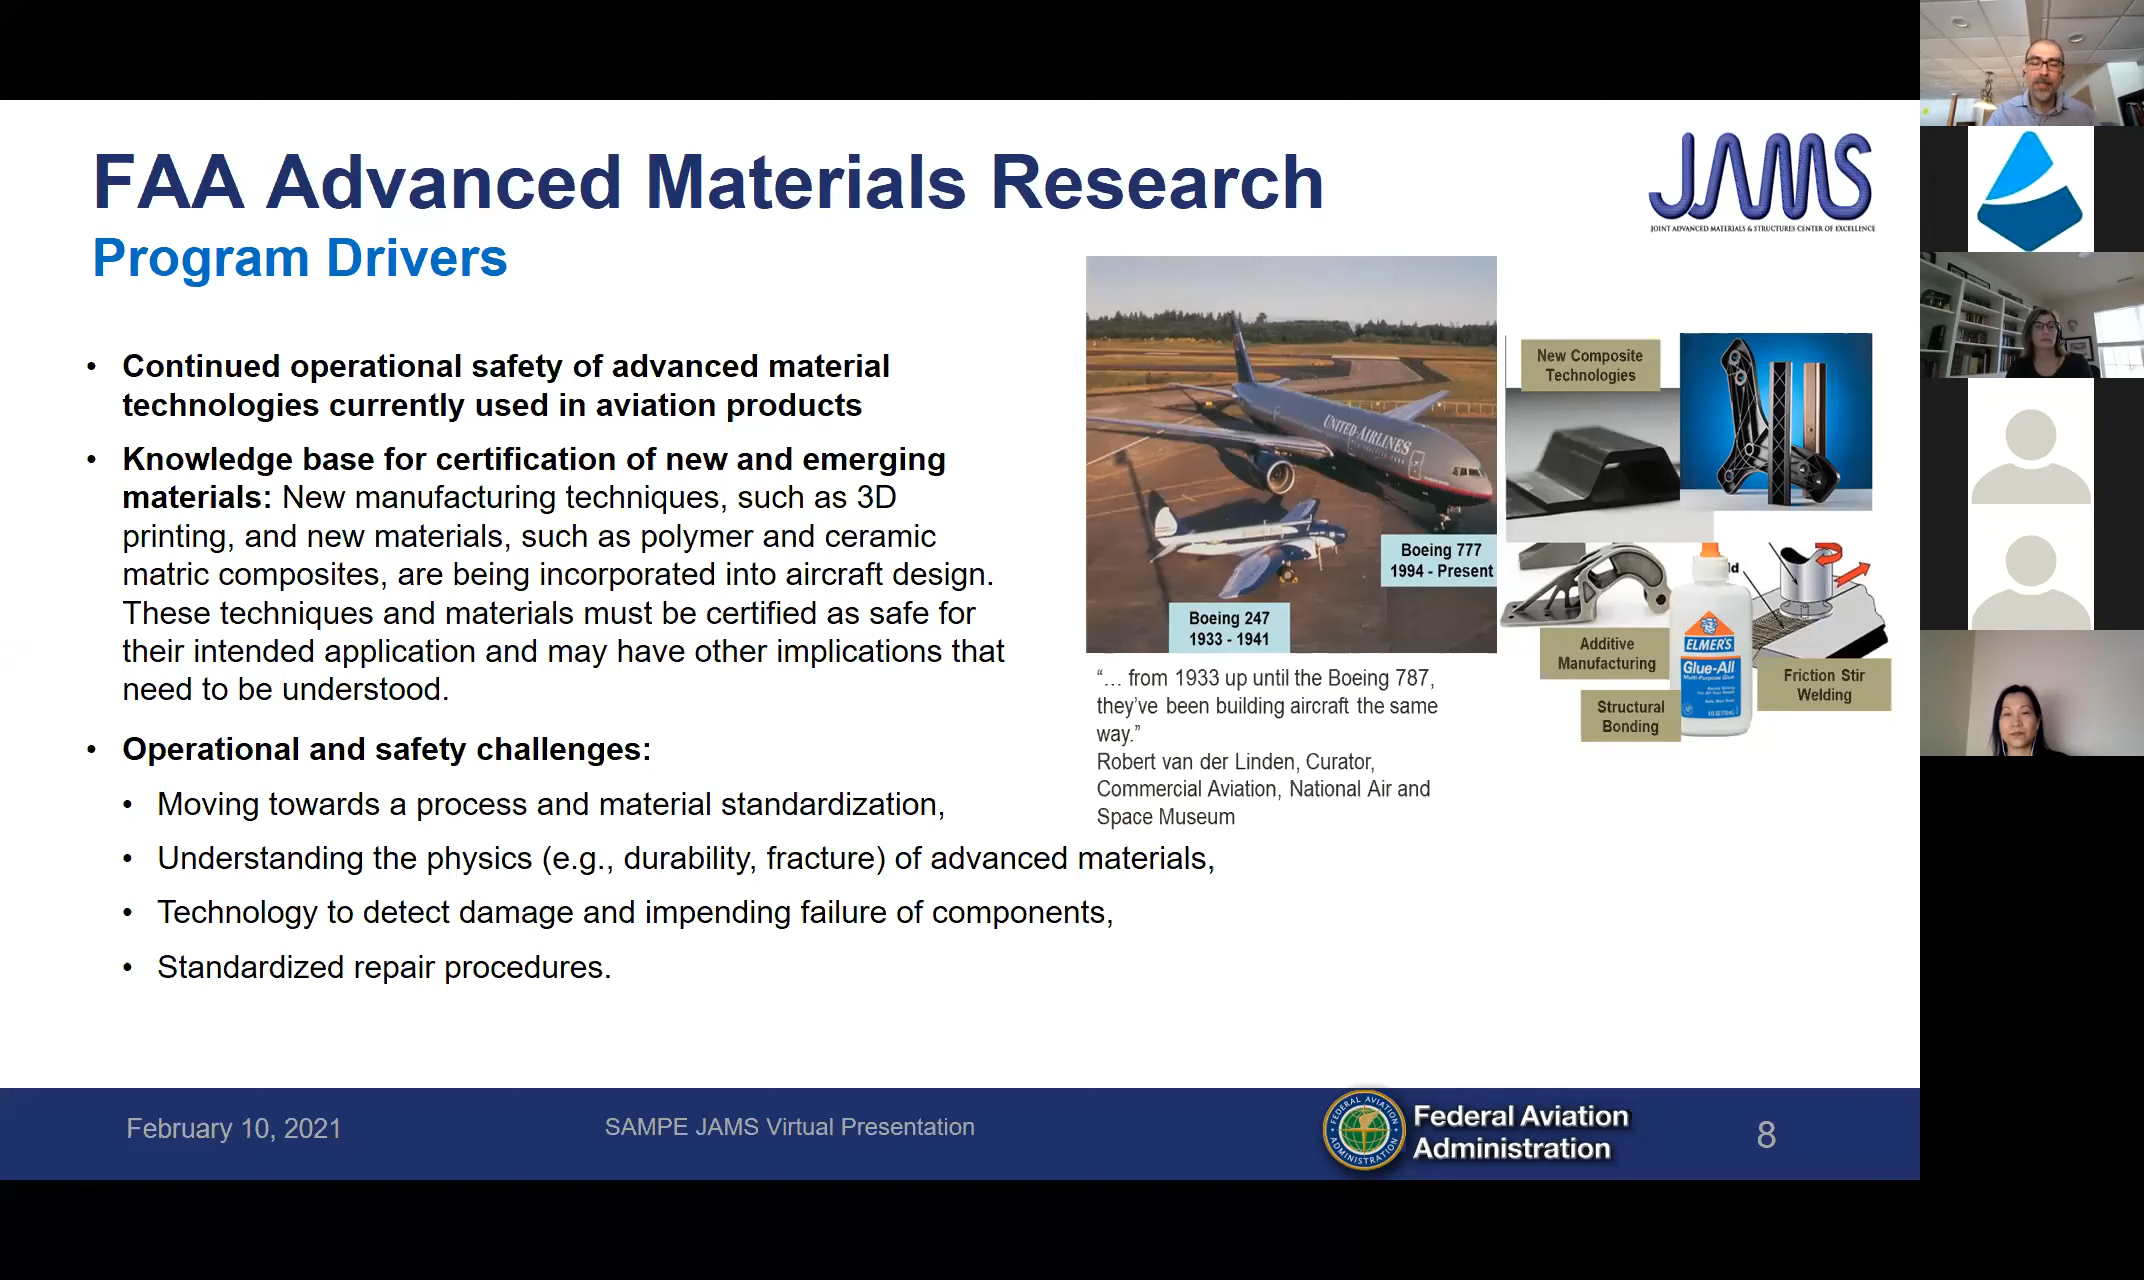 FAA Advanced Materials Research
Program Drivers
JAMS
JOINT ADVANCED MATERIALS & STRUCTURES CENTER OF EXCELLENCE
• Continued operational safety of advanced material
technologies currently used in aviation products
• Knowledge base for certification of new and emerging
materials: New manufacturing techniques, such as 3D
printing, and new materials, such as polymer and ceramic
matric composites, are being incorporated into aircraft design.
These techniques and materials must be certified as safe for
their intended application and may have other implications that
need to be understood.
• Operational and safety challenges:
• Moving towards a process and material standardization,
• Understanding the physics (e.g., durability, fracture) of advanced materials,
• Technology to detect damage and impending failure of components,
• Standardized repair procedures.
UNITED AIRLINES
Boeing 777
1994 - Present
Boeing 247
1933 - 1941
“... from 1933 up until the Boeing 787,
they’ve been building aircraft the same
way.”
Robert van der Linden, Curator,
Commercial Aviation, National Air and
Space Museum
New Composite
Technologies
ld
Additive
Manufacturing
ELMER'S
Glue-All
Multi-Purpose Glue
Friction Stir
Welding
Structural
Bonding
February 10, 2021
SAMPE JAMS Virtual Presentation
FEDERAL AVIATION
ADMINISTRATION
Federal Aviation
Administration
8